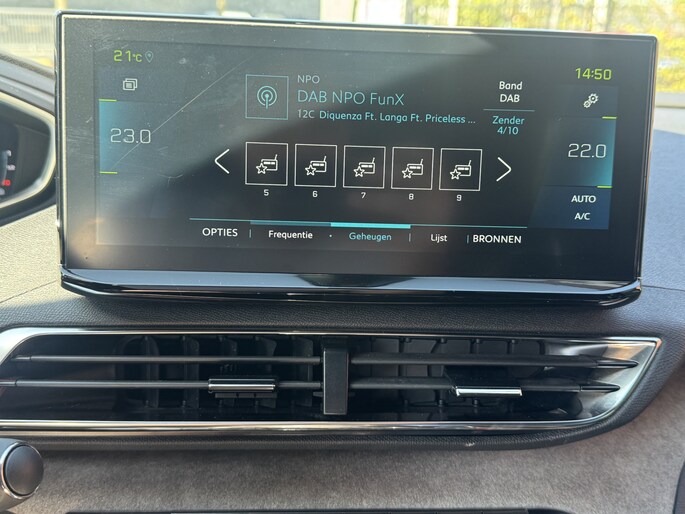 21°C
14:50
NPO
DAB NPO FunX
12C Diquenza Ft. Langa Ft. Priceless ...
Band
DAB
Zender
4/10
23.0
22.0
5 6 7 8 9
AUTO
A/C
OPTIES | Frequentie · Geheugen | Lijst | BRONNEN